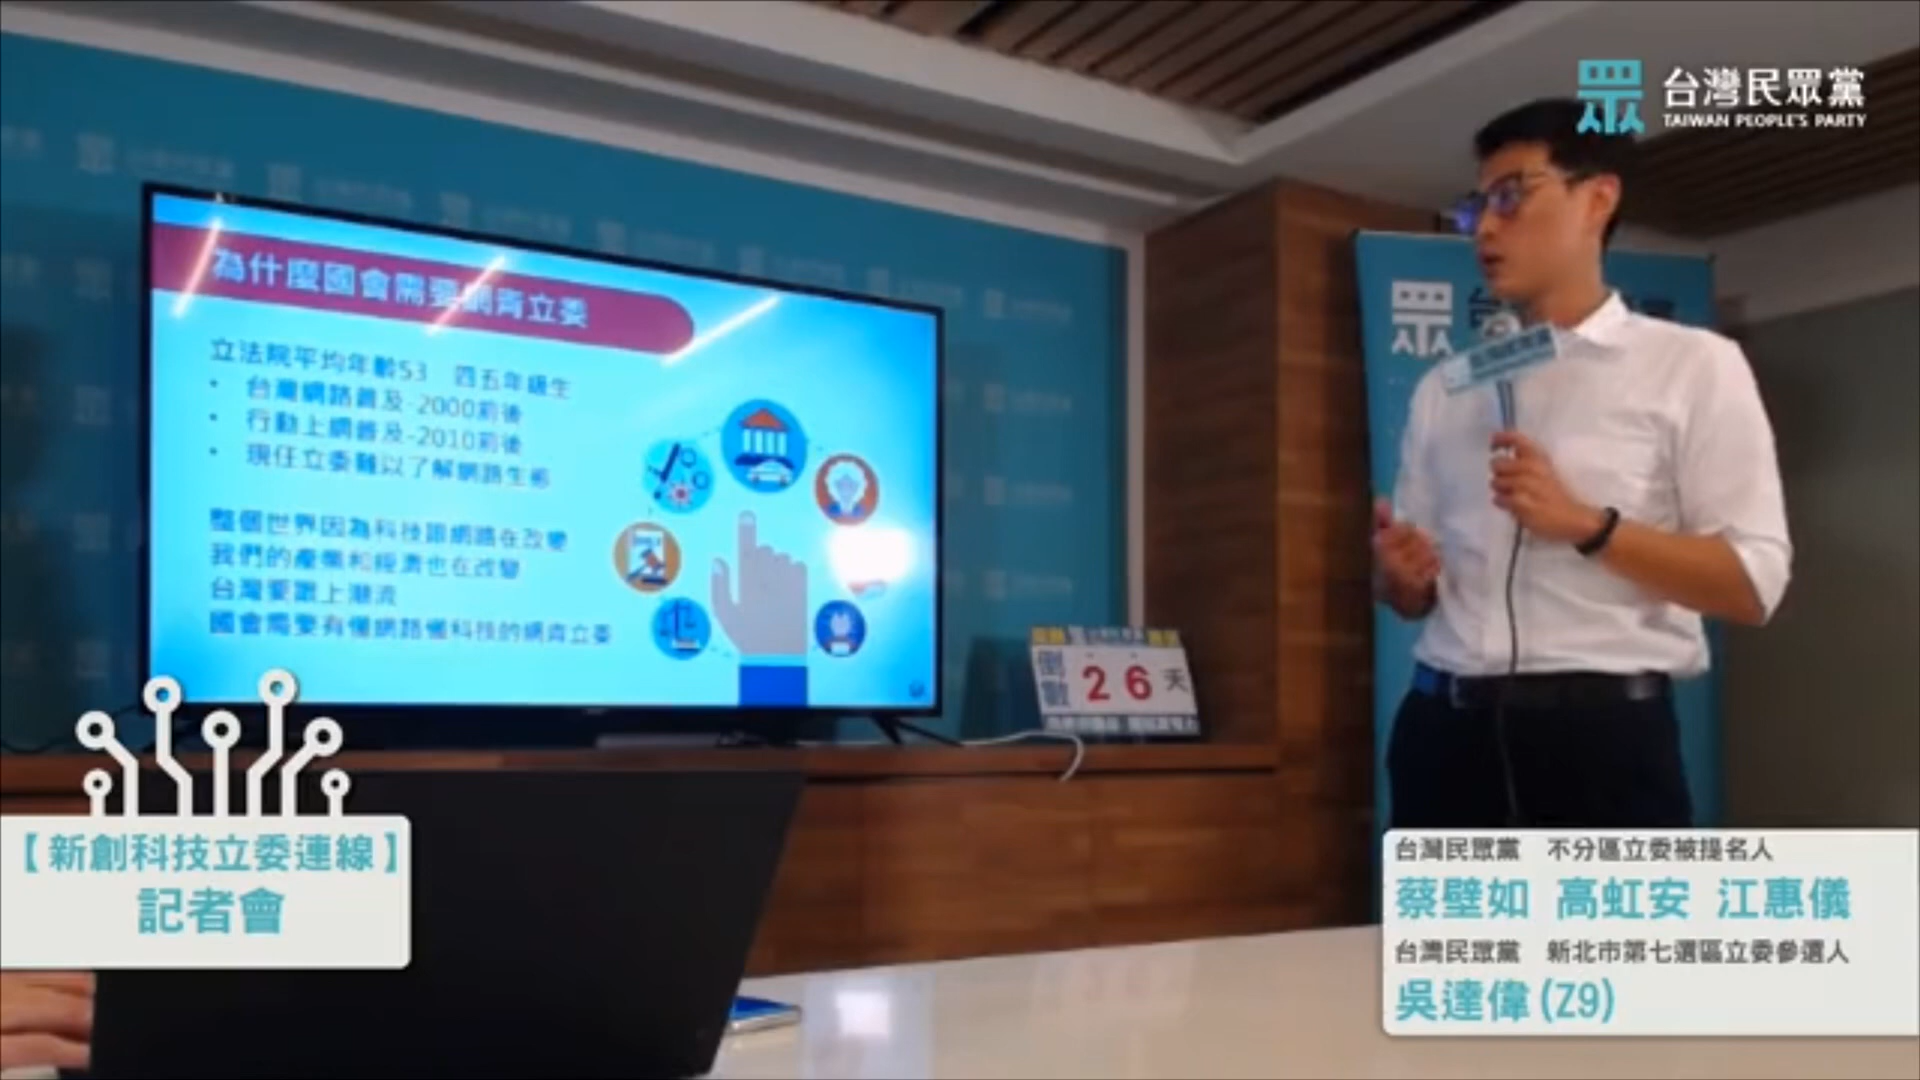 眾 台灣民眾黨
TAIWAN PEOPLE'S PARTY
為什麼國會需要網青立委
立法院平均年齡53 四五年級生
• 台灣網路普及-2000前後
• 行動上網普及-2010前後
• 現任立委難以了解網路生態
整個世界因為科技跟網路在改變
我們的產業和經濟也在改變
台灣要跟上潮流
國會需要有懂網路懂科技的網青立委
眾
倒數 26 天
【新創科技立委連線】
記者會
台灣民眾黨 不分區立委被提名人
蔡壁如 高虹安 江惠儀
台灣民眾黨 新北市第七選區立委參選人
吳達偉(Z9)